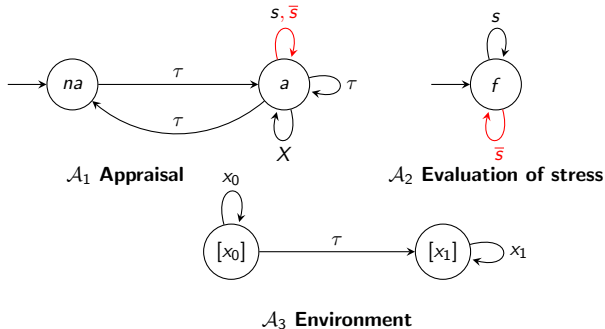 s, s̅
s
na
τ
a
τ
f
τ
X
s̅
𝒜₁ Appraisal
𝒜₂ Evaluation of stress
x₀
[x₀]
τ
[x₁]
x₁
𝒜₃ Environment